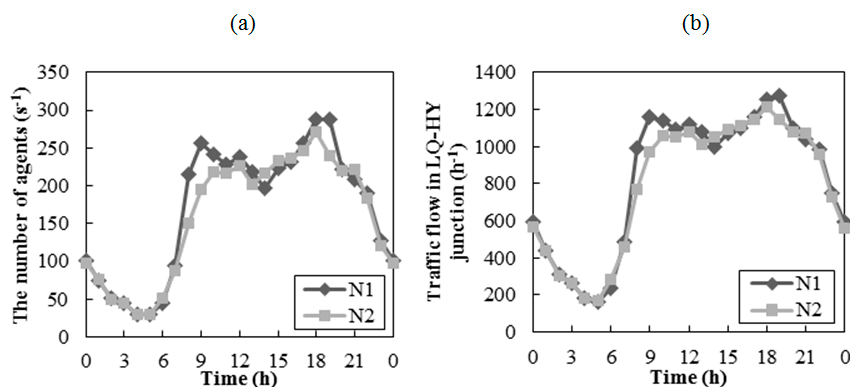 (a)
(b)
The number of agents (s-1)
350
300
250
200
150
100
50
0
0 3 6 9 12 15 18 21 0
Time (h)
N1
N2
Traffic flow in LQ-HY
junction (h-1)
1400
1200
1000
800
600
400
200
0
0 3 6 9 12 15 18 21 0
Time (h)
N1
N2